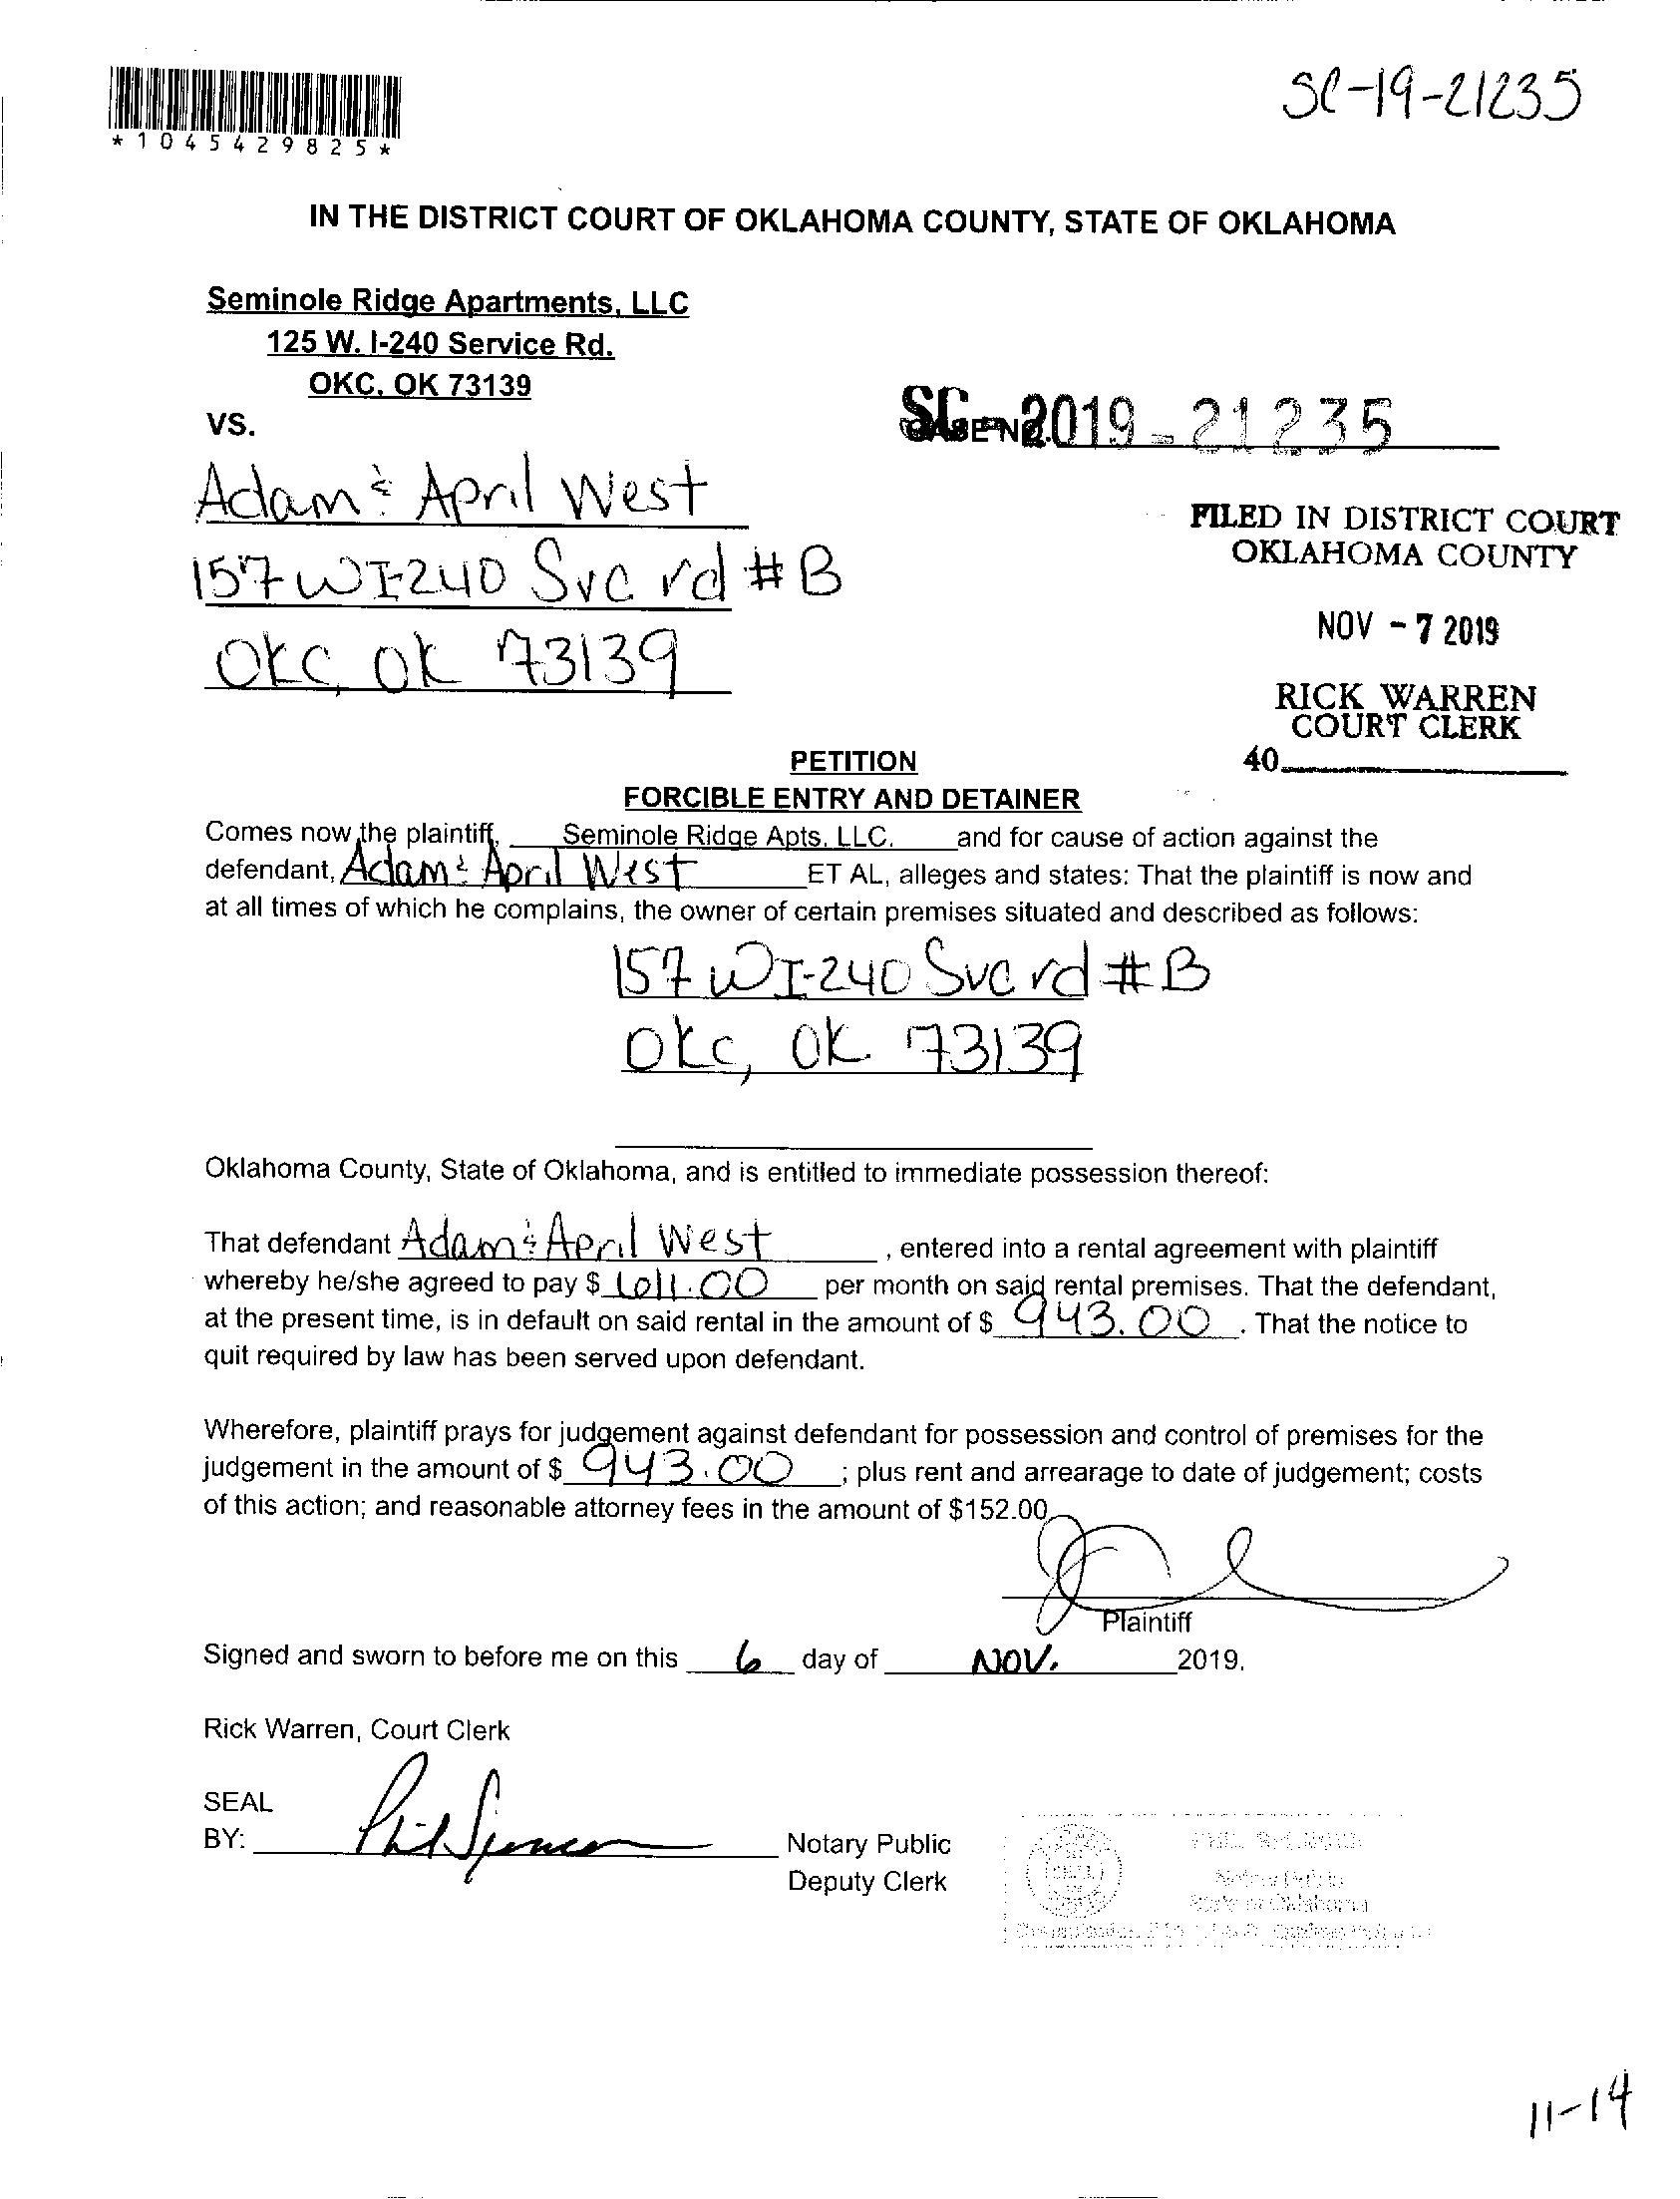 SC-19-21235
*1045429825*
IN THE DISTRICT COURT OF OKLAHOMA COUNTY, STATE OF OKLAHOMA
Seminole Ridge Apartments, LLC
125 W. I-240 Service Rd.
OKC, OK 73139
VS.
SC-2019-21235
CASE NO.
Adam & April West
157 W I-240 Svc rd #B
OKC, OK 73139
FILED IN DISTRICT COURT
OKLAHOMA COUNTY
NOV - 7 2019
RICK WARREN
COURT CLERK
40
PETITION
FORCIBLE ENTRY AND DETAINER
Comes now the plaintiff, Seminole Ridge Apts, LLC. and for cause of action against the
defendant, Adam & April West ET AL, alleges and states: That the plaintiff is now and
at all times of which he complains, the owner of certain premises situated and described as follows:
157 W I-240 Svc rd #B
OKC, OK 73139
Oklahoma County, State of Oklahoma, and is entitled to immediate possession thereof:
That defendant Adam & April West , entered into a rental agreement with plaintiff
whereby he/she agreed to pay $ 1011.00 per month on said rental premises. That the defendant,
at the present time, is in default on said rental in the amount of $ 943.00 . That the notice to
quit required by law has been served upon defendant.
Wherefore, plaintiff prays for judgement against defendant for possession and control of premises for the
judgement in the amount of $ 943.00 ; plus rent and arrearage to date of judgement; costs
of this action; and reasonable attorney fees in the amount of $152.00
Plaintiff
Signed and sworn to before me on this 6 day of NOV. 2019.
Rick Warren, Court Clerk
SEAL
BY: Phil Spencer Notary Public
Deputy Clerk
Notary Public
State of Oklahoma
11-14